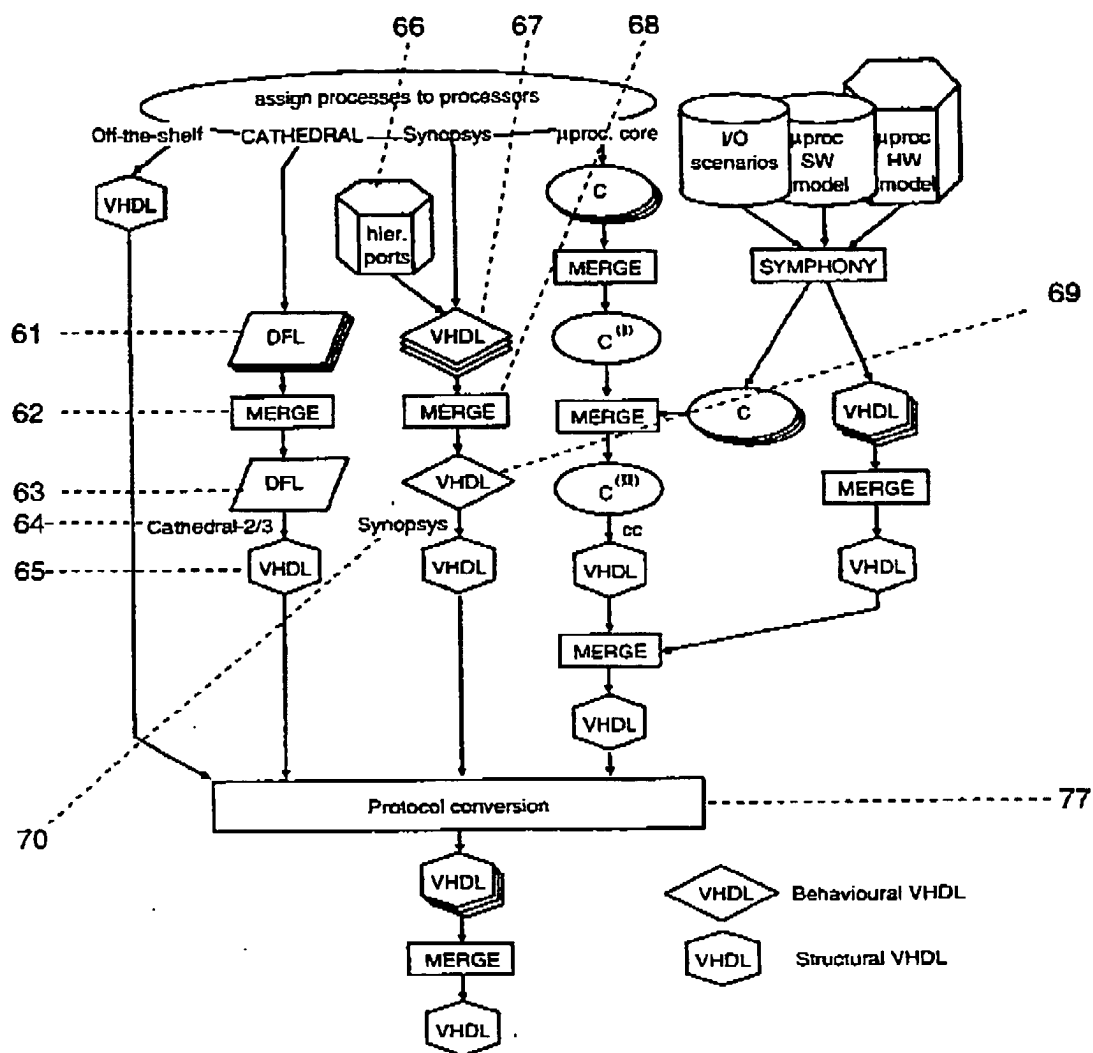 66 67 68
assign processes to processors
Off-the-shelf CATHEDRAL Synopsys µproc. core
I/O scenarios
µproc SW model
µproc HW model
VHDL
hier. ports
C
MERGE
SYMPHONY
69
61
DFL
VHDL
C (I)
62
MERGE
MERGE
MERGE
C
VHDL
63
DFL
VHDL
C (II)
MERGE
64
Cathedral-2/3
Synopsys
cc
65
VHDL
VHDL
VHDL
VHDL
MERGE
VHDL
Protocol conversion
77
70
VHDL
VHDL Behavioural VHDL
MERGE
VHDL Structural VHDL
VHDL